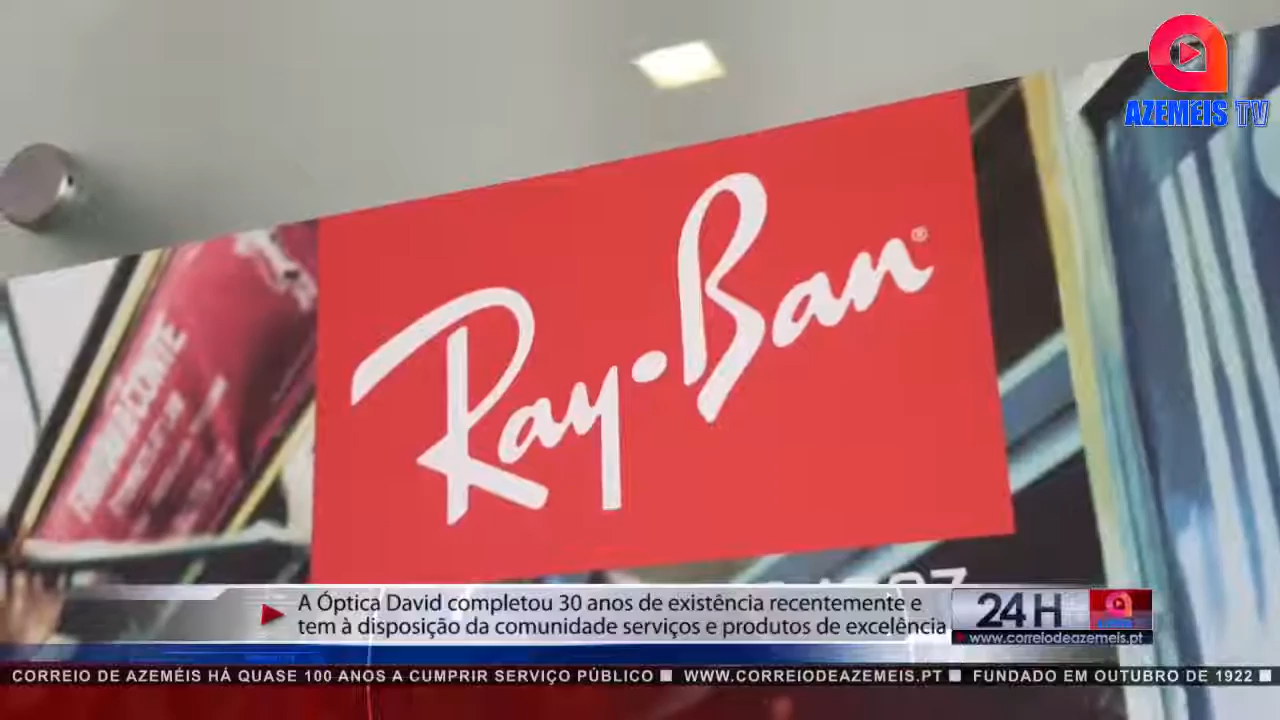 AZEMÉIS TV
Ray-Ban®
A Óptica David completou 30 anos de existência recentemente e
tem à disposição da comunidade serviços e produtos de excelência
24H
www.correiodeazemeis.pt
CORREIO DE AZEMÉIS HÁ QUASE 100 ANOS A CUMPRIR SERVIÇO PÚBLICO ■ WWW.CORREIODEAZEMEIS.PT ■ FUNDADO EM OUTUBRO DE 1922 ■